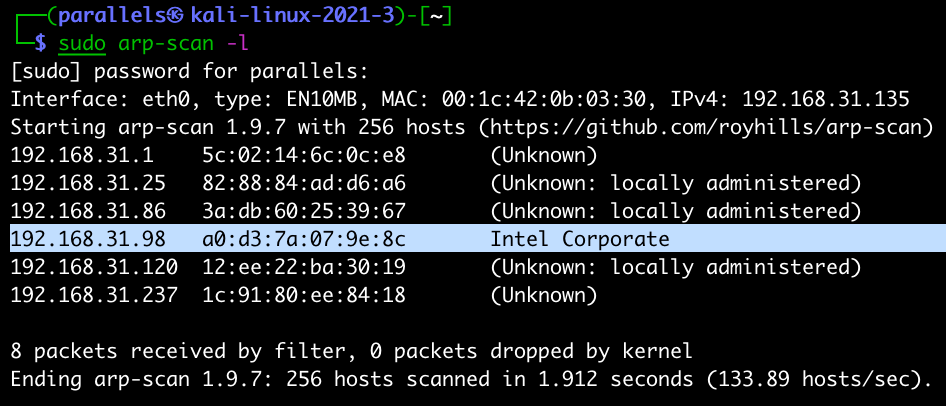 ┌──(parallels㉿kali-linux-2021-3)-[~]
└─$ sudo arp-scan -l
[sudo] password for parallels:
Interface: eth0, type: EN10MB, MAC: 00:1c:42:0b:03:30, IPv4: 192.168.31.135
Starting arp-scan 1.9.7 with 256 hosts (https://github.com/royhills/arp-scan)
192.168.31.1	5c:02:14:6c:0c:e8	(Unknown)
192.168.31.25	82:88:84:ad:d6:a6	(Unknown: locally administered)
192.168.31.86	3a:db:60:25:39:67	(Unknown: locally administered)
192.168.31.98	a0:d3:7a:07:9e:8c	Intel Corporate
192.168.31.120	12:ee:22:ba:30:19	(Unknown: locally administered)
192.168.31.237	1c:91:80:ee:84:18	(Unknown)
8 packets received by filter, 0 packets dropped by kernel
Ending arp-scan 1.9.7: 256 hosts scanned in 1.912 seconds (133.89 hosts/sec).